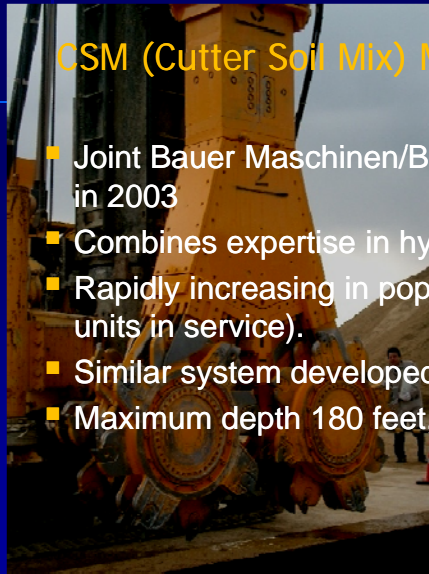 CSM (Cutter Soil Mix)
Joint Bauer Maschinen/B
in 2003
Combines expertise in hy
Rapidly increasing in pop
units in service).
Similar system developed
Maximum depth 180 feet.